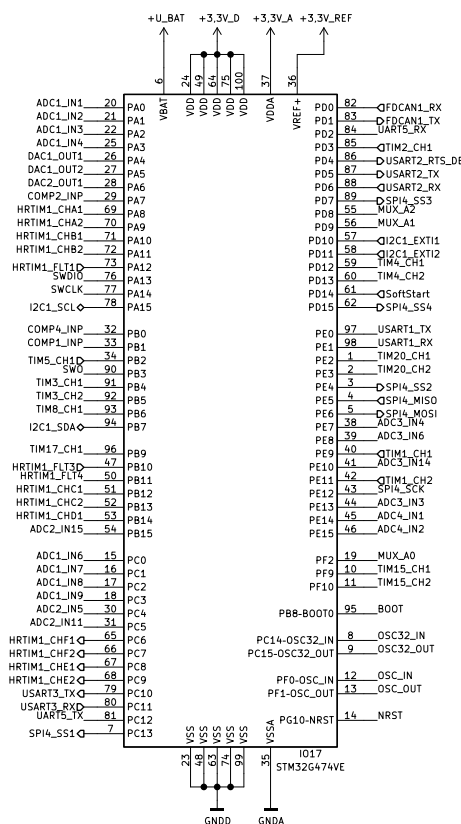 +U_BAT +3,3V_D +3,3V_A +3,3V_REF
6 24 49 64 75 100 37 36
VBAT VDD VDD VDD VDD VDD VDDA VREF+
ADC1_IN1 20 PA0 PD0 82 FDCAN1_RX
ADC1_IN2 21 PA1 PD1 83 FDCAN1_TX
ADC1_IN3 22 PA2 PD2 84 UART5_RX
ADC1_IN4 25 PA3 PD3 85 TIM2_CH1
DAC1_OUT1 26 PA4 PD4 86 USART2_RTS_DE
DAC1_OUT2 27 PA5 PD5 87 USART2_TX
DAC2_OUT1 28 PA6 PD6 88 USART2_RX
COMP2_INP 29 PA7 PD7 89 SPI4_SS3
HRTIM1_CHA1 69 PA8 PD8 55 MUX_A2
HRTIM1_CHA2 70 PA9 PD9 56 MUX_A1
HRTIM1_CHB1 71 PA10 PD10 57 I2C1_EXTI1
HRTIM1_CHB2 72 PA11 PD11 58 I2C1_EXTI2
HRTIM1_FLT1 73 PA12 PD12 59 TIM4_CH1
SWDIO 76 PA13 PD13 60 TIM4_CH2
SWCLK 77 PA14 PD14 61 SoftStart
I2C1_SCL 78 PA15 PD15 62 SPI4_SS4
COMP4_INP 32 PB0 PE0 97 USART1_TX
COMP1_INP 33 PB1 PE1 98 USART1_RX
TIM5_CH1 34 PB2 PE2 1 TIM20_CH1
SWO 90 PB3 PE3 2 TIM20_CH2
TIM3_CH1 91 PB4 PE4 3 SPI4_SS2
TIM3_CH2 92 PB5 PE5 4 SPI4_MISO
TIM8_CH1 93 PB6 PE6 5 SPI4_MOSI
I2C1_SDA 94 PB7 PE7 38 ADC3_IN4
PE8 39 ADC3_IN6
TIM17_CH1 96 PB9 PE9 40 TIM1_CH1
HRTIM1_FLT3 47 PB10 PE10 41 ADC3_IN14
HRTIM1_FLT4 50 PB11 PE11 42 TIM1_CH2
HRTIM1_CHC1 51 PB12 PE12 43 SPI4_SCK
HRTIM1_CHC2 52 PB13 PE13 44 ADC3_IN3
HRTIM1_CHD1 53 PB14 PE14 45 ADC4_IN1
ADC2_IN15 54 PB15 PE15 46 ADC4_IN2
ADC1_IN6 15 PC0 PF2 19 MUX_A0
ADC1_IN7 16 PC1 PF9 10 TIM15_CH1
ADC1_IN8 17 PC2 PF10 11 TIM15_CH2
ADC1_IN9 18 PC3
ADC2_IN5 30 PC4 PB8-BOOT0 95 BOOT
ADC2_IN11 31 PC5
HRTIM1_CHF1 65 PC6 PC14-OSC32_IN 8 OSC32_IN
HRTIM1_CHF2 66 PC7 PC15-OSC32_OUT 9 OSC32_OUT
HRTIM1_CHE1 67 PC8
HRTIM1_CHE2 68 PC9 PF0-OSC_IN 12 OSC_IN
USART3_TX 79 PC10 PF1-OSC_OUT 13 OSC_OUT
USART3_RX 80 PC11
UART5_TX 81 PC12 PG10-NRST 14 NRST
SPI4_SS1 7 PC13
VSS VSS VSS VSS VSS VSSA
23 48 63 74 99 35
IO17
STM32G474VE
GNDD GNDA